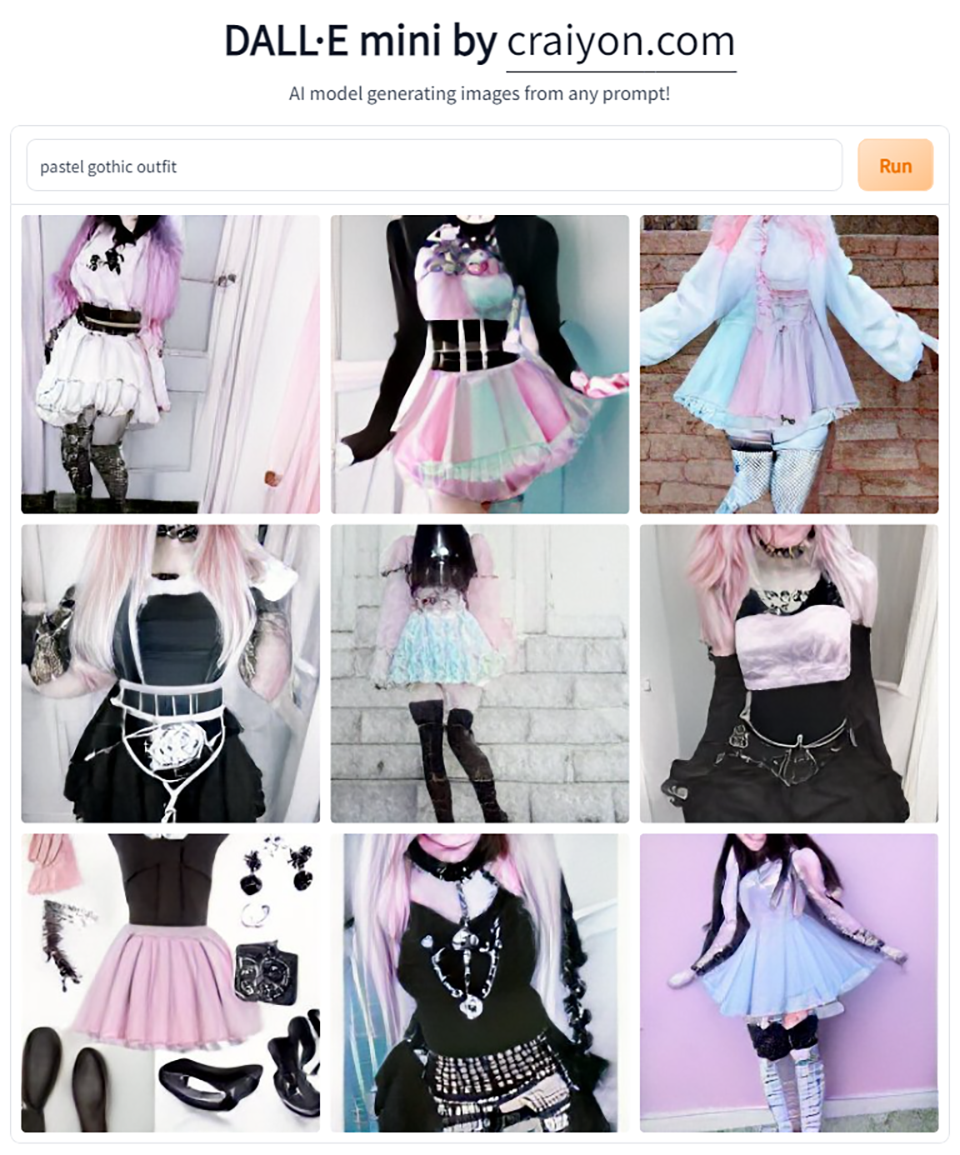 DALL·E mini by craiyon.com
AI model generating images from any prompt!
pastel gothic outfit
Run